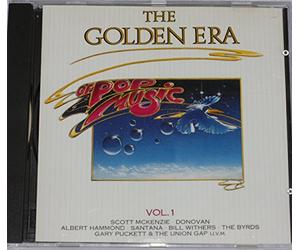 THE
GOLDEN ERA
OF POP
MUSIC
VOL.1
SCOTT MCKENZIE · DONOVAN
ALBERT HAMMOND · SANTANA · BILL WITHERS · THE BYRDS
GARY PUCKETT & THE UNION GAP U.V.M.